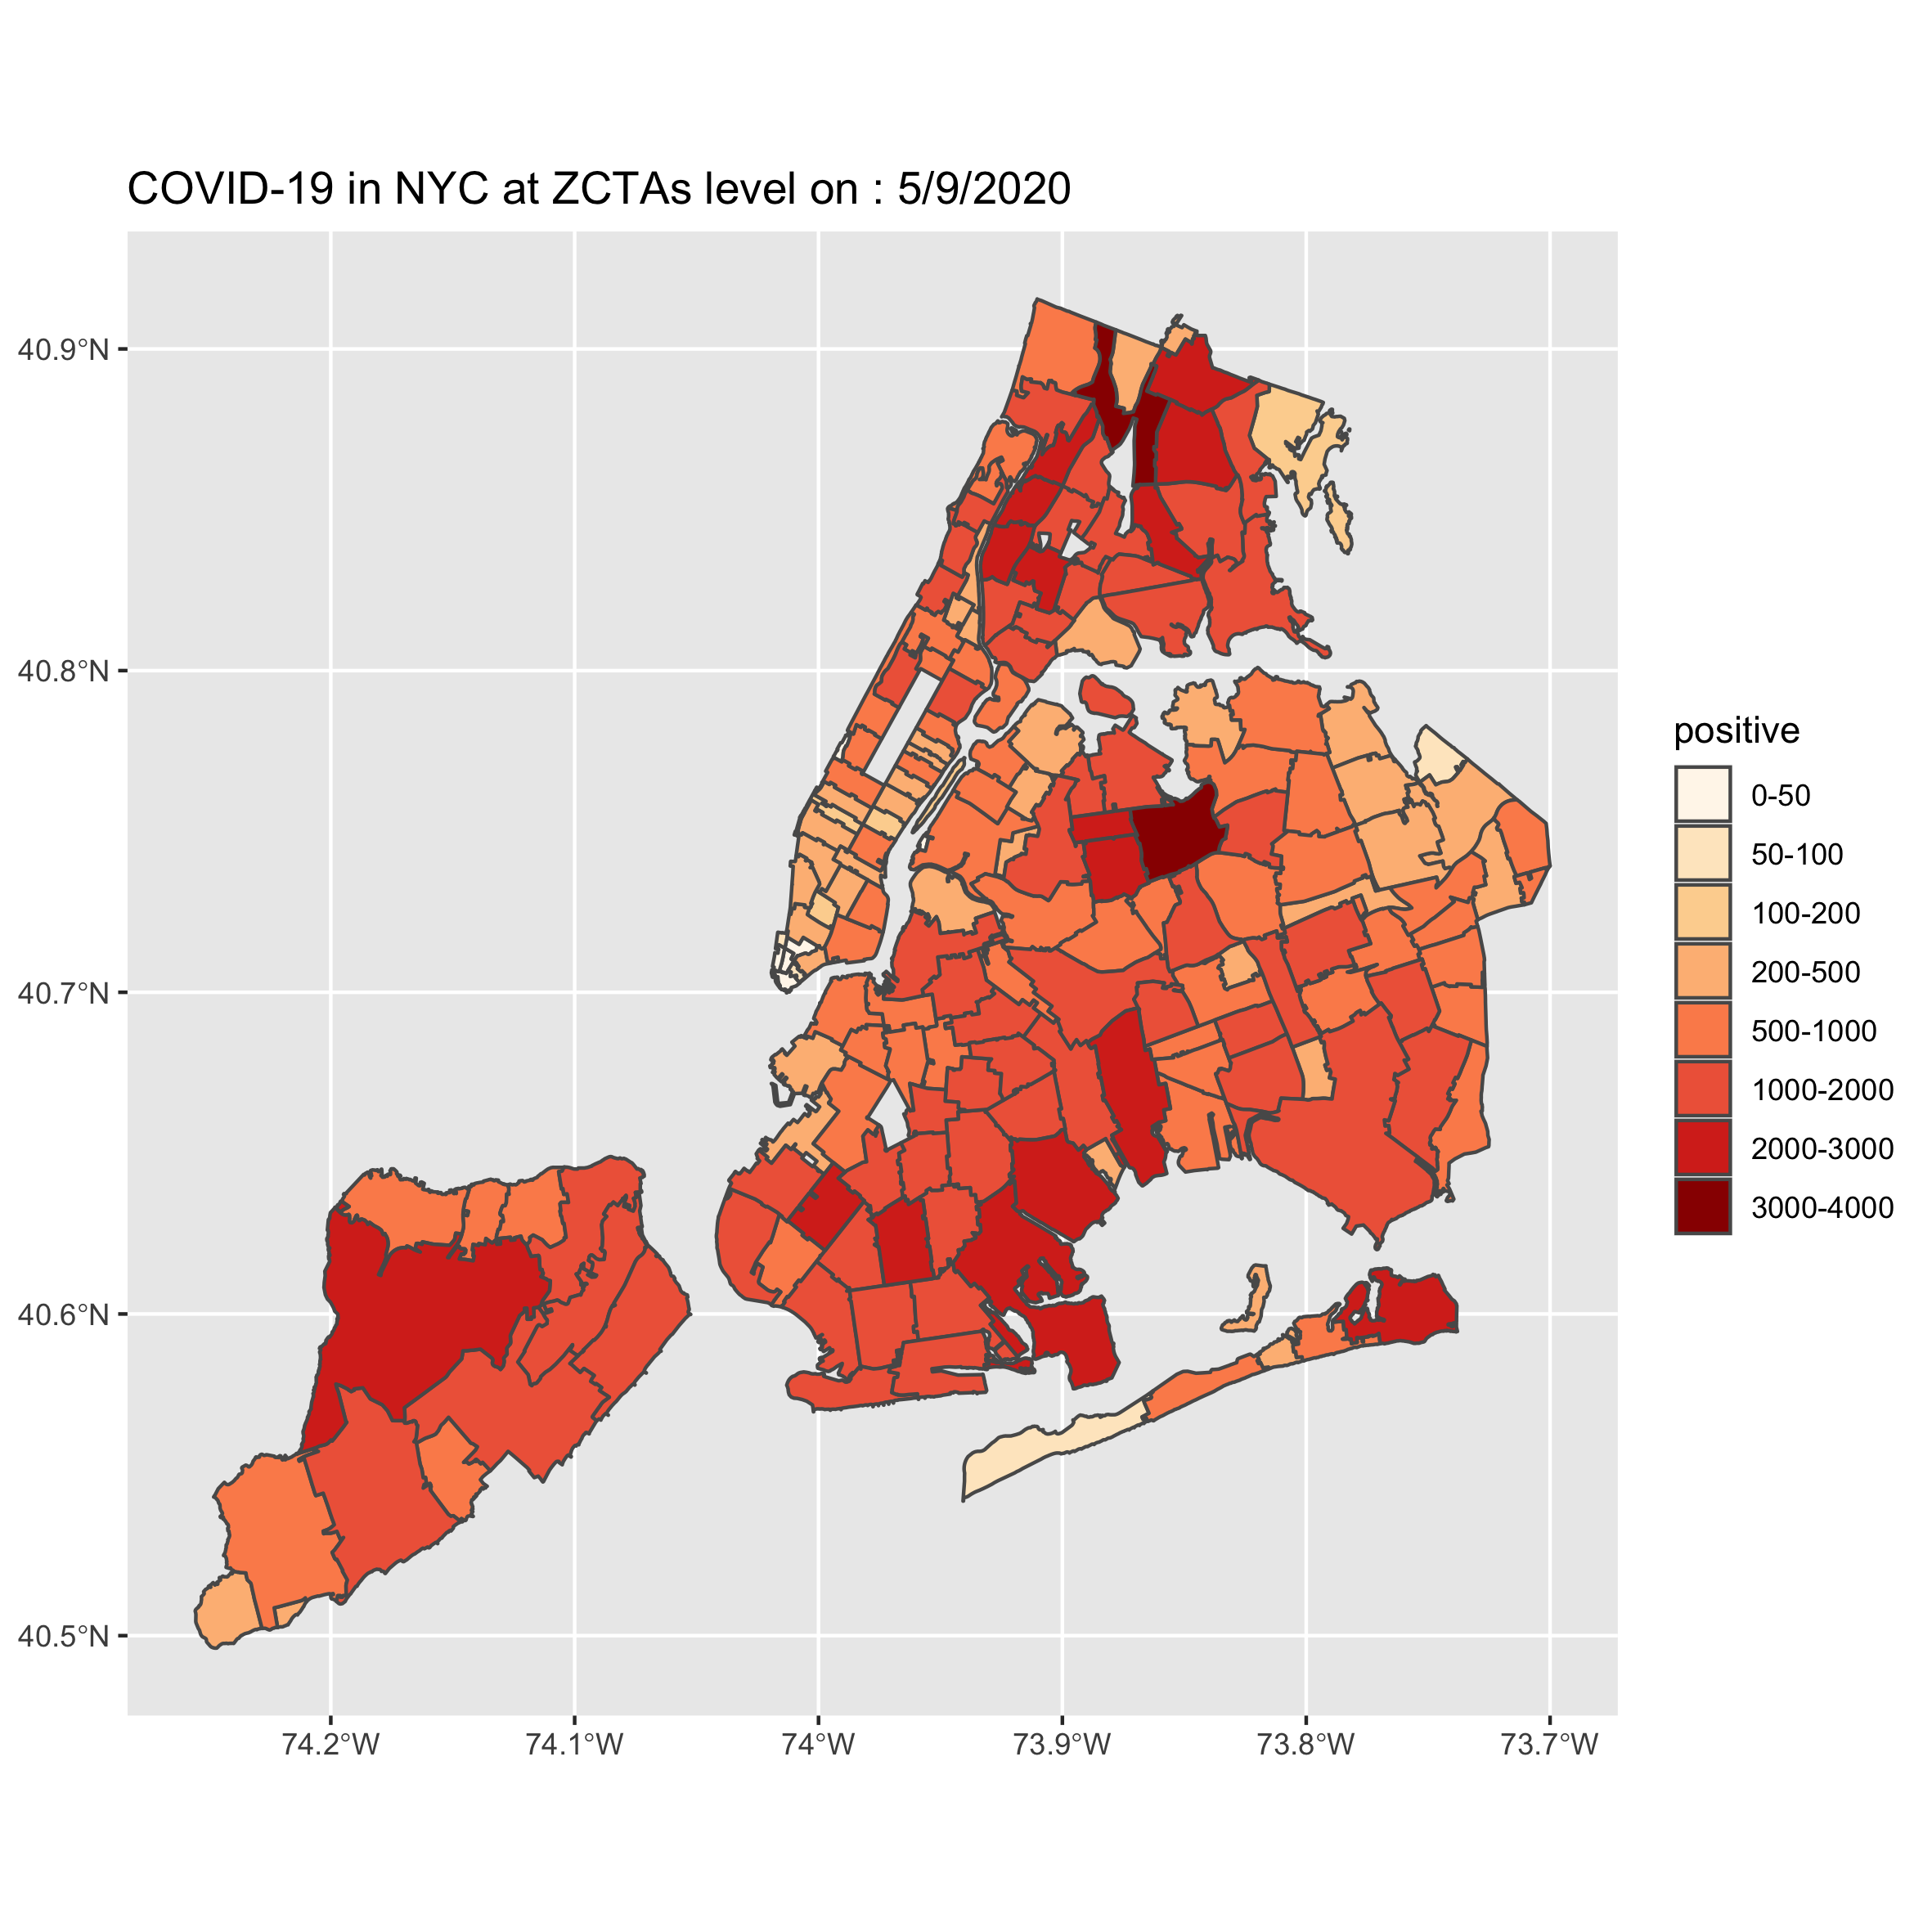 COVID-19 in NYC at ZCTAs level on : 5/9/2020
40.9°N
40.8°N
40.7°N
40.6°N
40.5°N
74.2°W
74.1°W
74°W
73.9°W
73.8°W
73.7°W
positive
0-50
50-100
100-200
200-500
500-1000
1000-2000
2000-3000
3000-4000